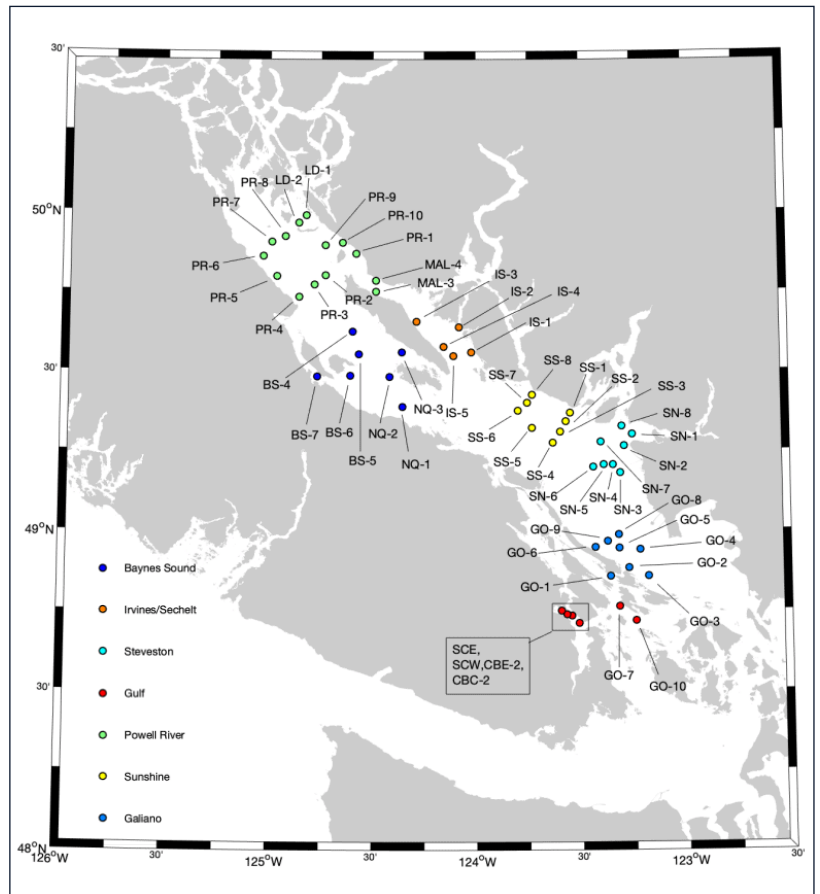 30'
50°N
30'
49°N
30'
48°N
126°W
30'
125°W
30'
124°W
30'
123°W
30'
LD-1
LD-2
PR-8
PR-7
PR-9
PR-10
PR-1
PR-6
PR-5
PR-4
PR-3
PR-2
MAL-4
MAL-3
IS-3
IS-2
IS-4
IS-1
IS-5
BS-4
BS-7
BS-6
BS-5
NQ-2
NQ-3
NQ-1
SS-8
SS-7
SS-1
SS-2
SS-3
SS-6
SS-5
SS-4
SN-8
SN-1
SN-2
SN-7
SN-6
SN-5
SN-4
SN-3
GO-8
GO-5
GO-9
GO-4
GO-6
GO-2
GO-1
GO-3
GO-7
GO-10
SCE,
SCW,CBE-2,
CBC-2
Baynes Sound
Irvines/Sechelt
Steveston
Gulf
Powell River
Sunshine
Galiano